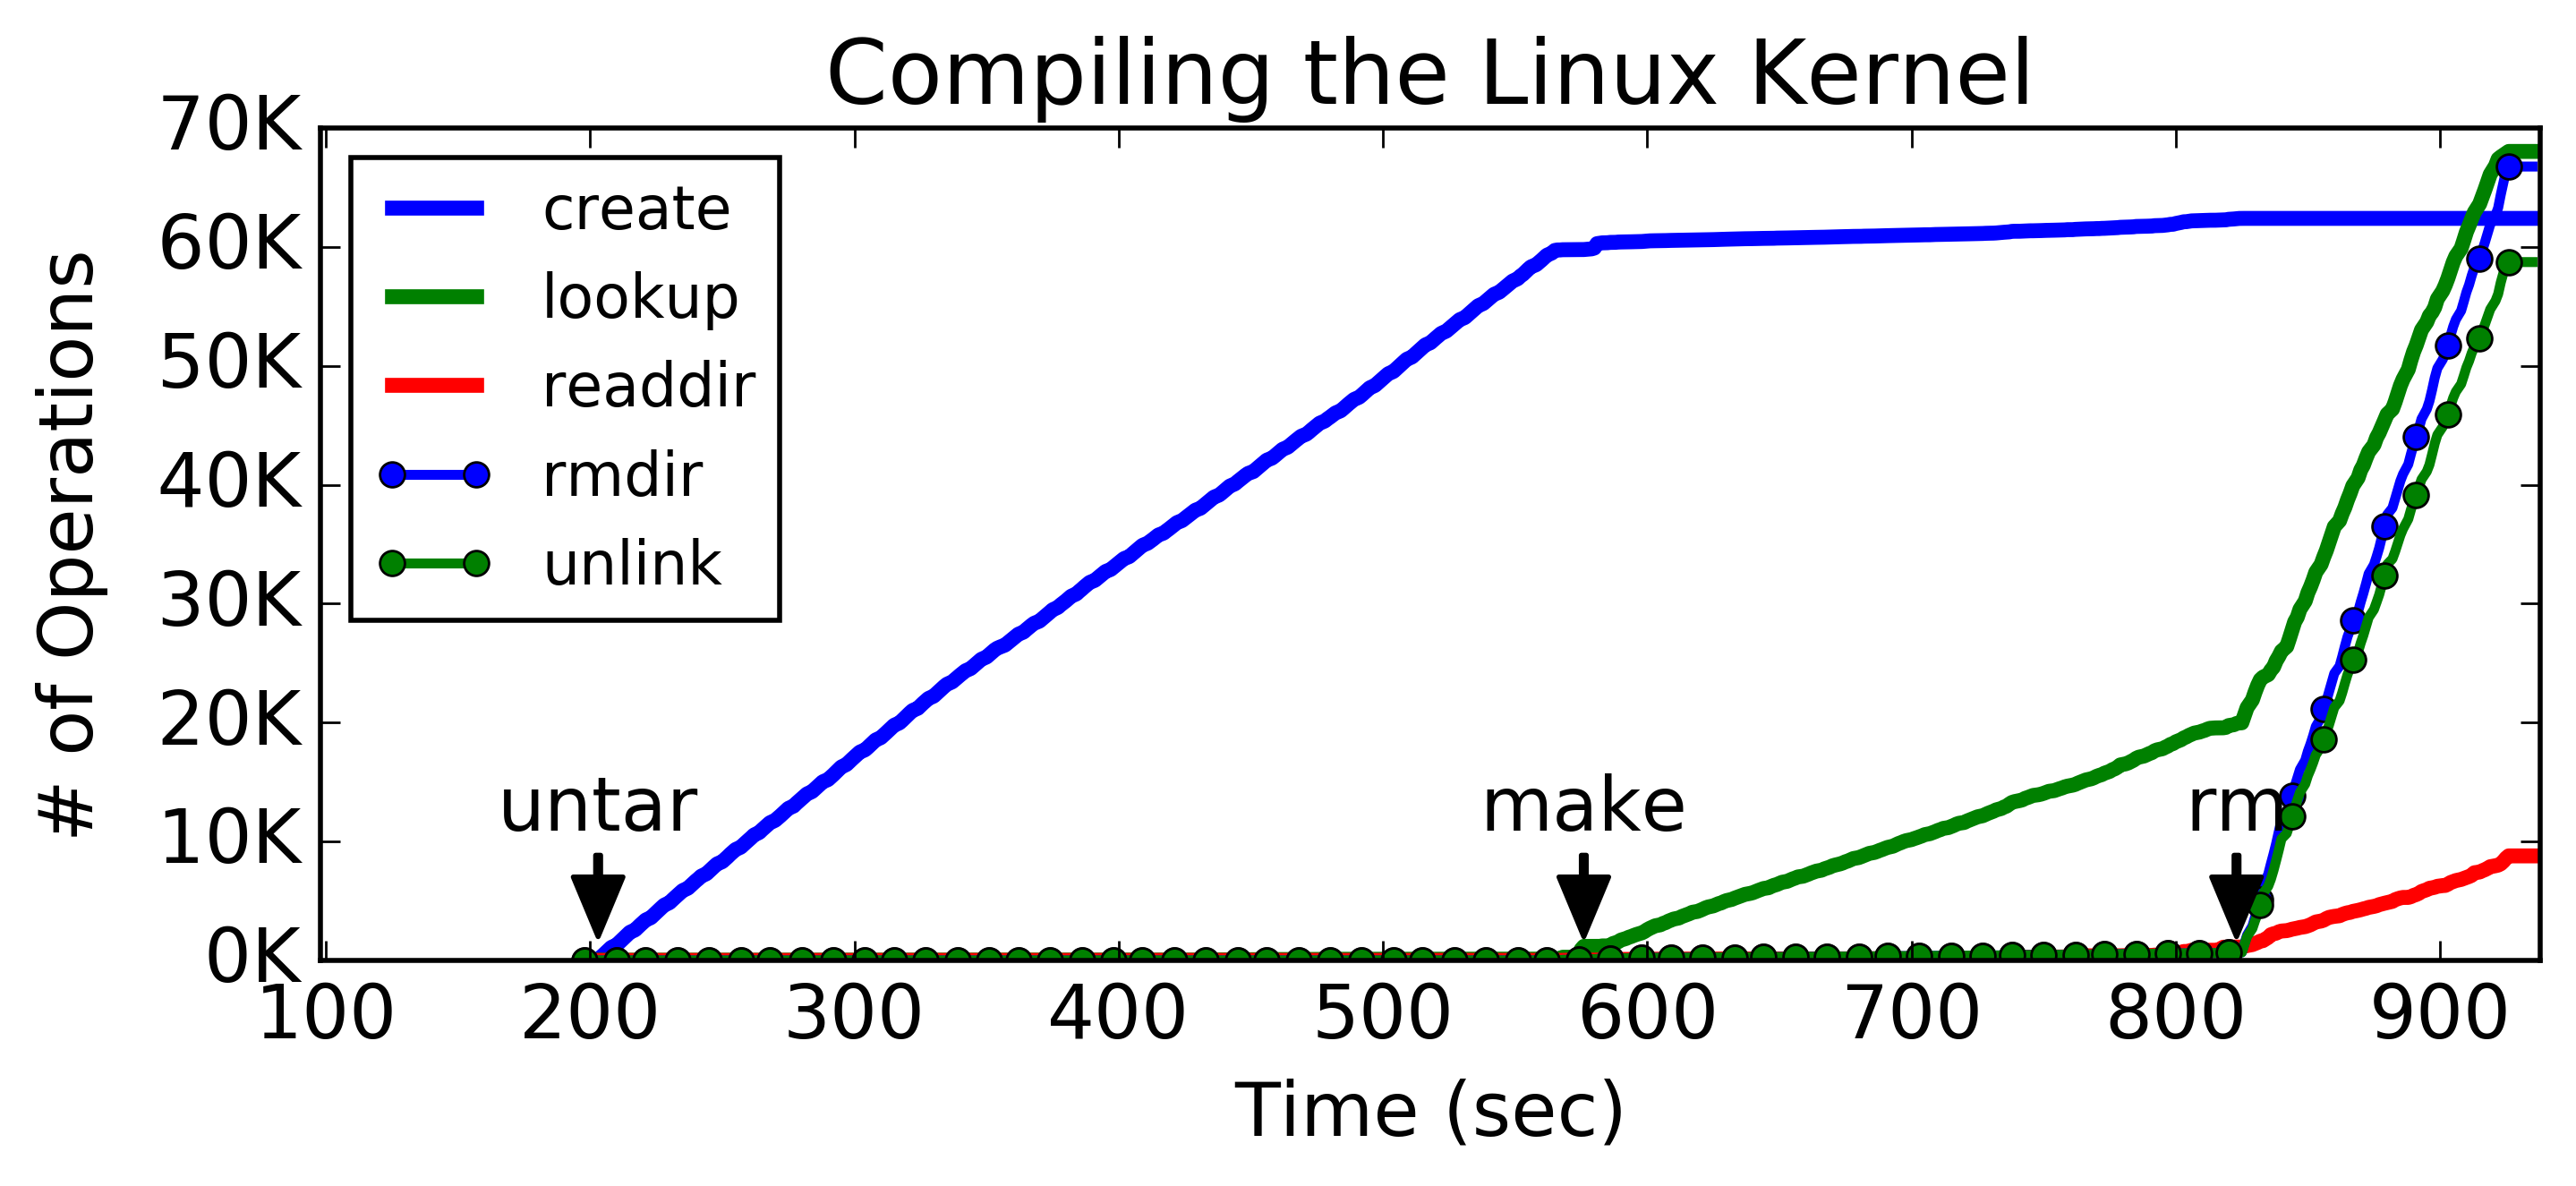 Compiling the Linux Kernel
# of Operations
70K
60K
50K
40K
30K
20K
10K
0K
create
lookup
readdir
rmdir
unlink
untar
make
rm
100 200 300 400 500 600 700 800 900
Time (sec)